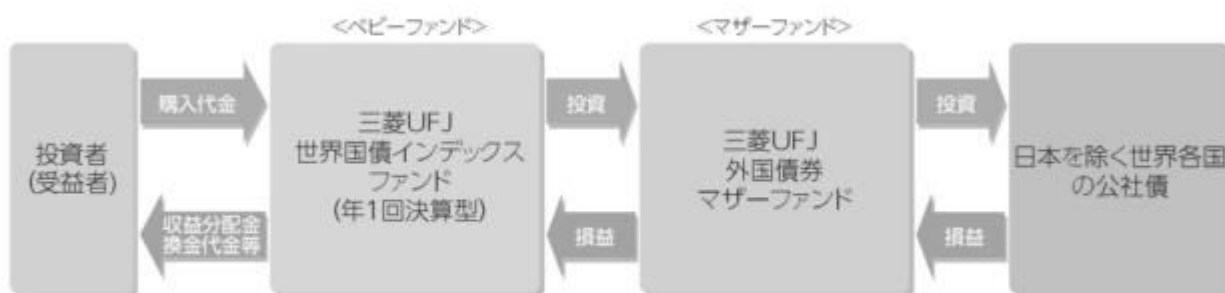 <ベビーファンド>
<マザーファンド>
投資者
(受益者)
購入代金
収益分配金
換金代金等
三菱UFJ
世界国債インデックス
ファンド
(年1回決算型)
投資
損益
三菱UFJ
外国債券
マザーファンド
投資
損益
日本を除く世界各国
の公社債